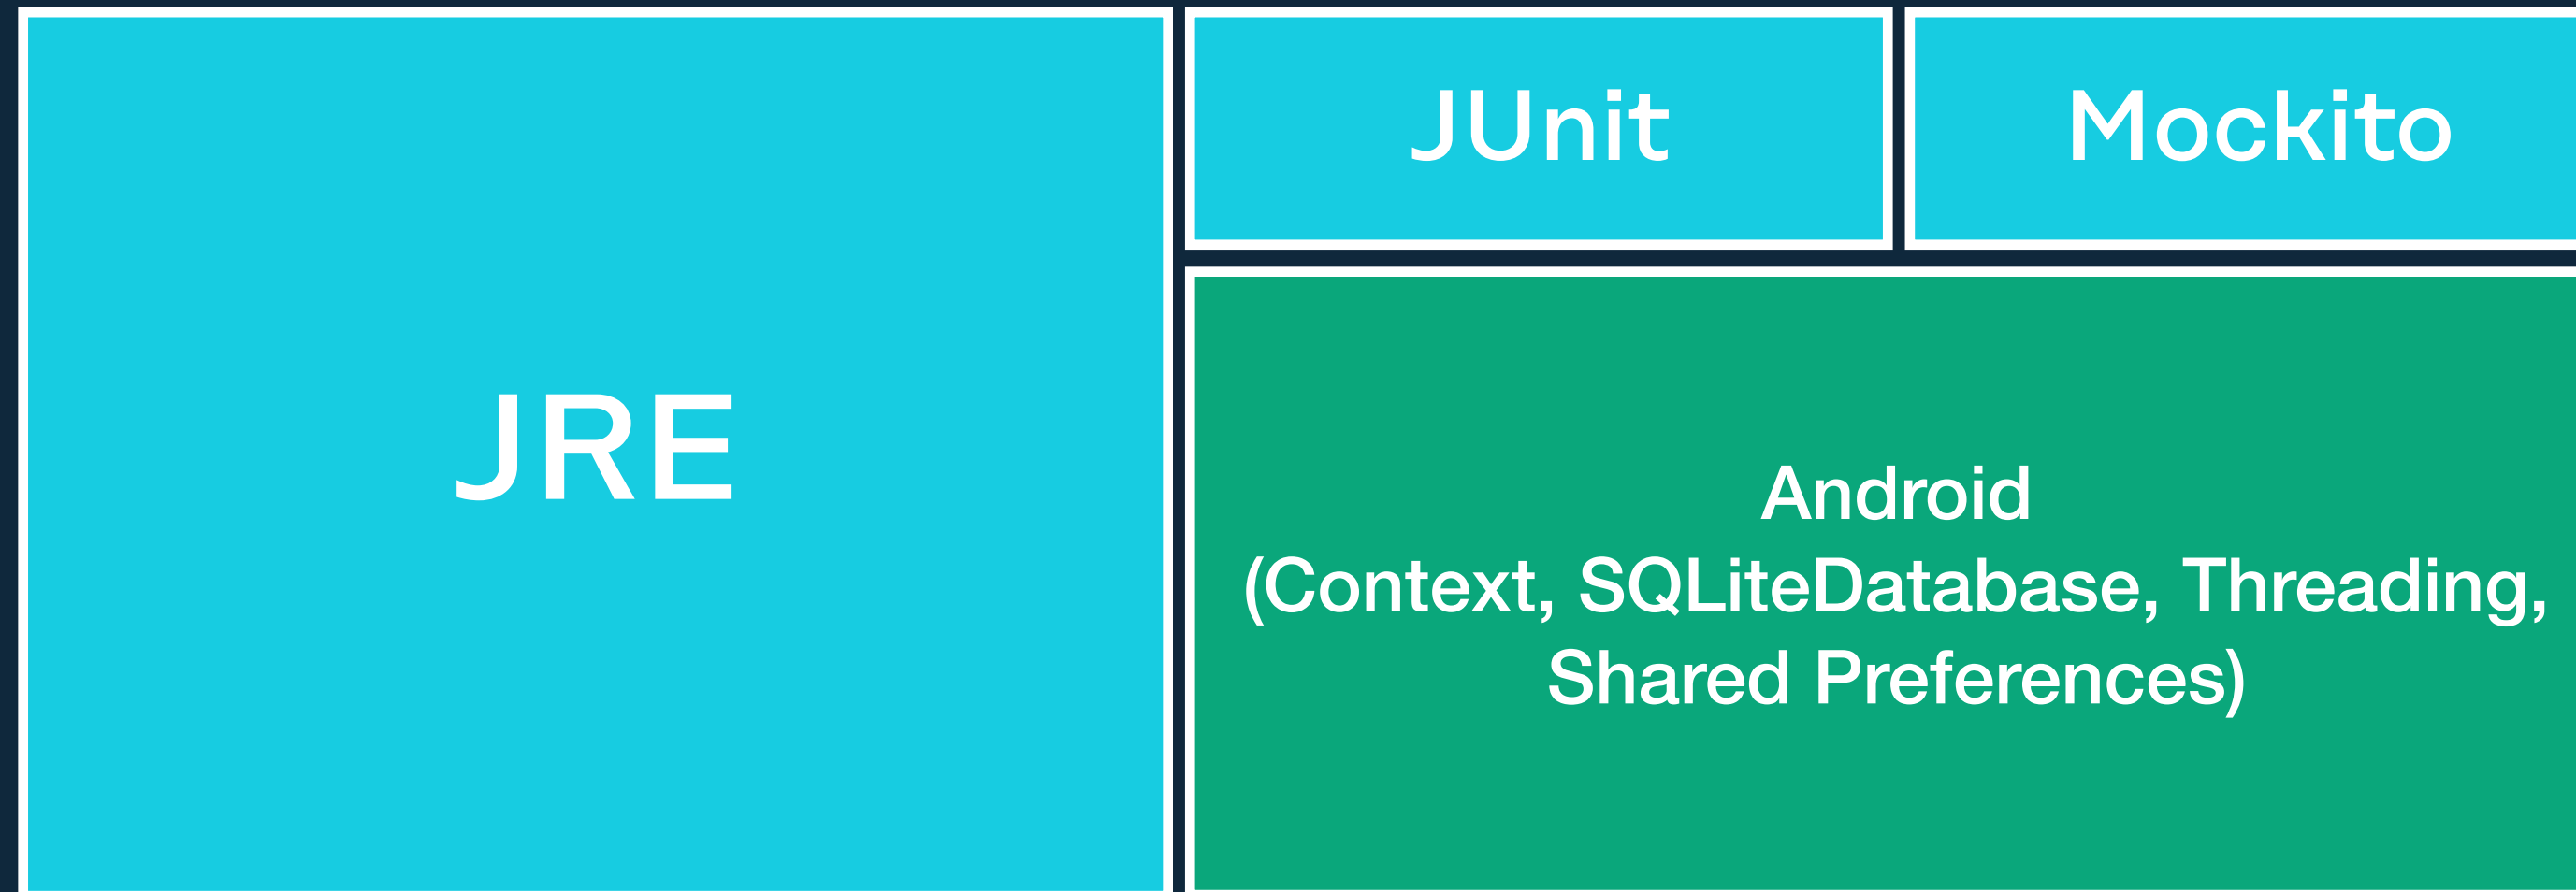 JRE
JUnit
Mockito
Android
(Context, SQLiteDatabase, Threading,
Shared Preferences)